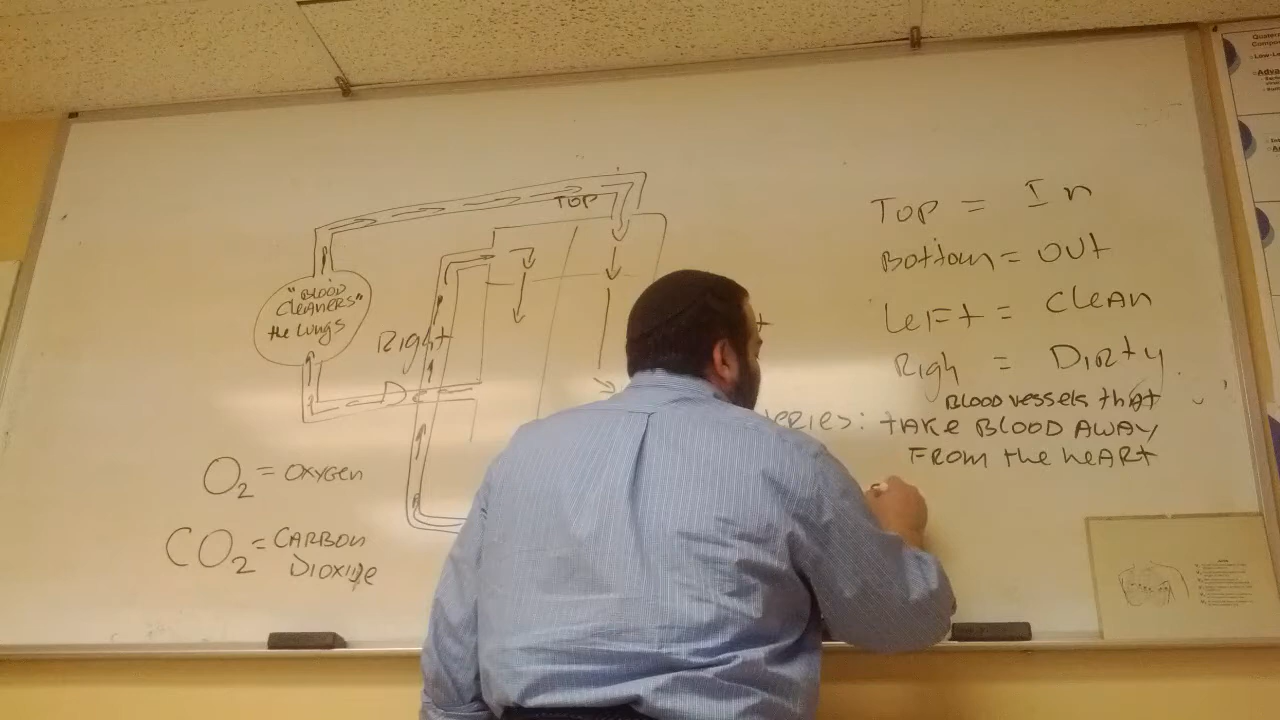 TOP
"BLOOD
CLEANERS"
the LUNGS
Right
D
O2 = OXYGEN
CO2 = CARBON
DIOXIDE
TOP = In
Bottom = OUT
LEFT = CLEAN
Righ = DIRTY
BLOOD vessels that
ERIES: TAKE BLOOD AWAY
FROM the HEART